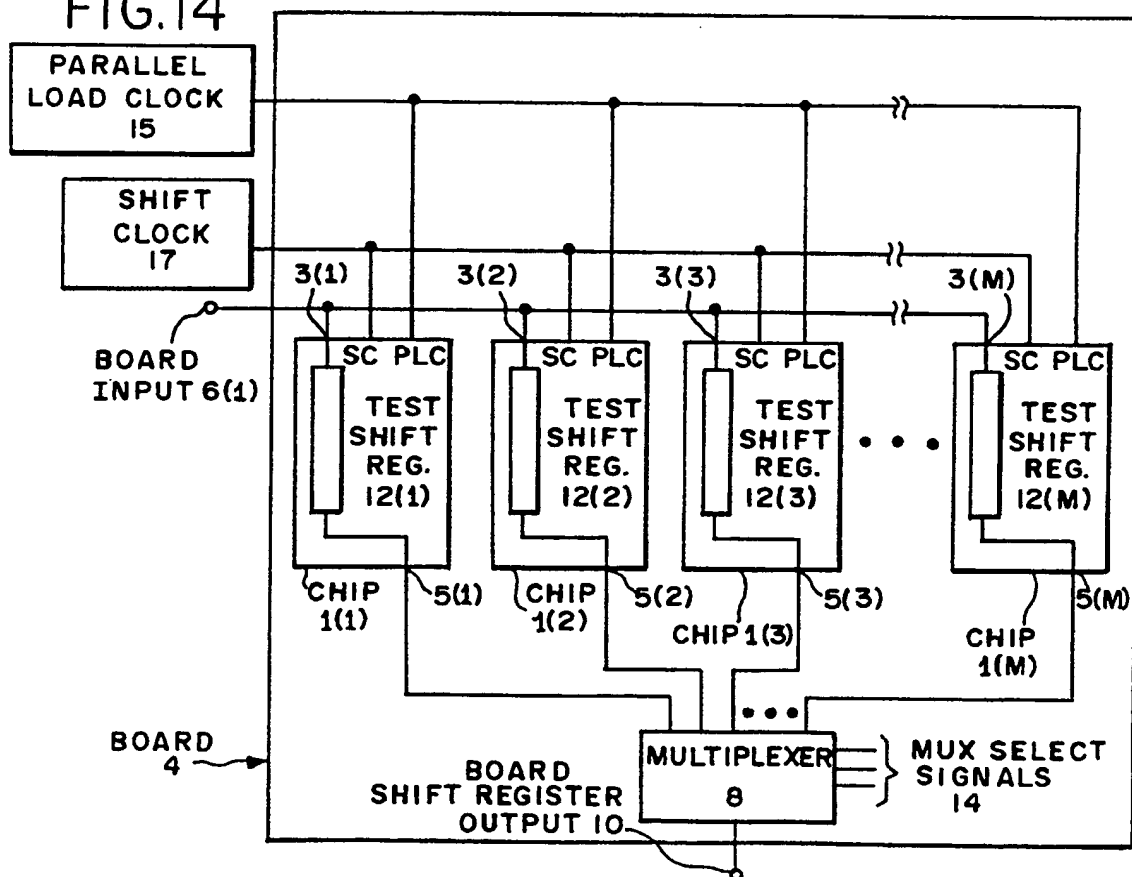 FIG.14
PARALLEL
LOAD CLOCK
15
SHIFT
CLOCK
17
3(1)
3(2)
3(3)
3(M)
BOARD
INPUT 6(1)
SC PLC
TEST
SHIFT
REG.
12(1)
SC PLC
TEST
SHIFT
REG.
12(2)
SC PLC
TEST
SHIFT
REG.
12(3)
SC PLC
TEST
SHIFT
REG.
12(M)
CHIP
1(1)
5(1)
CHIP
1(2)
5(2)
CHIP 1(3)
5(3)
CHIP
1(M)
5(M)
BOARD
4
MULTIPLEXER
8
MUX SELECT
SIGNALS
14
BOARD
SHIFT REGISTER
OUTPUT 10